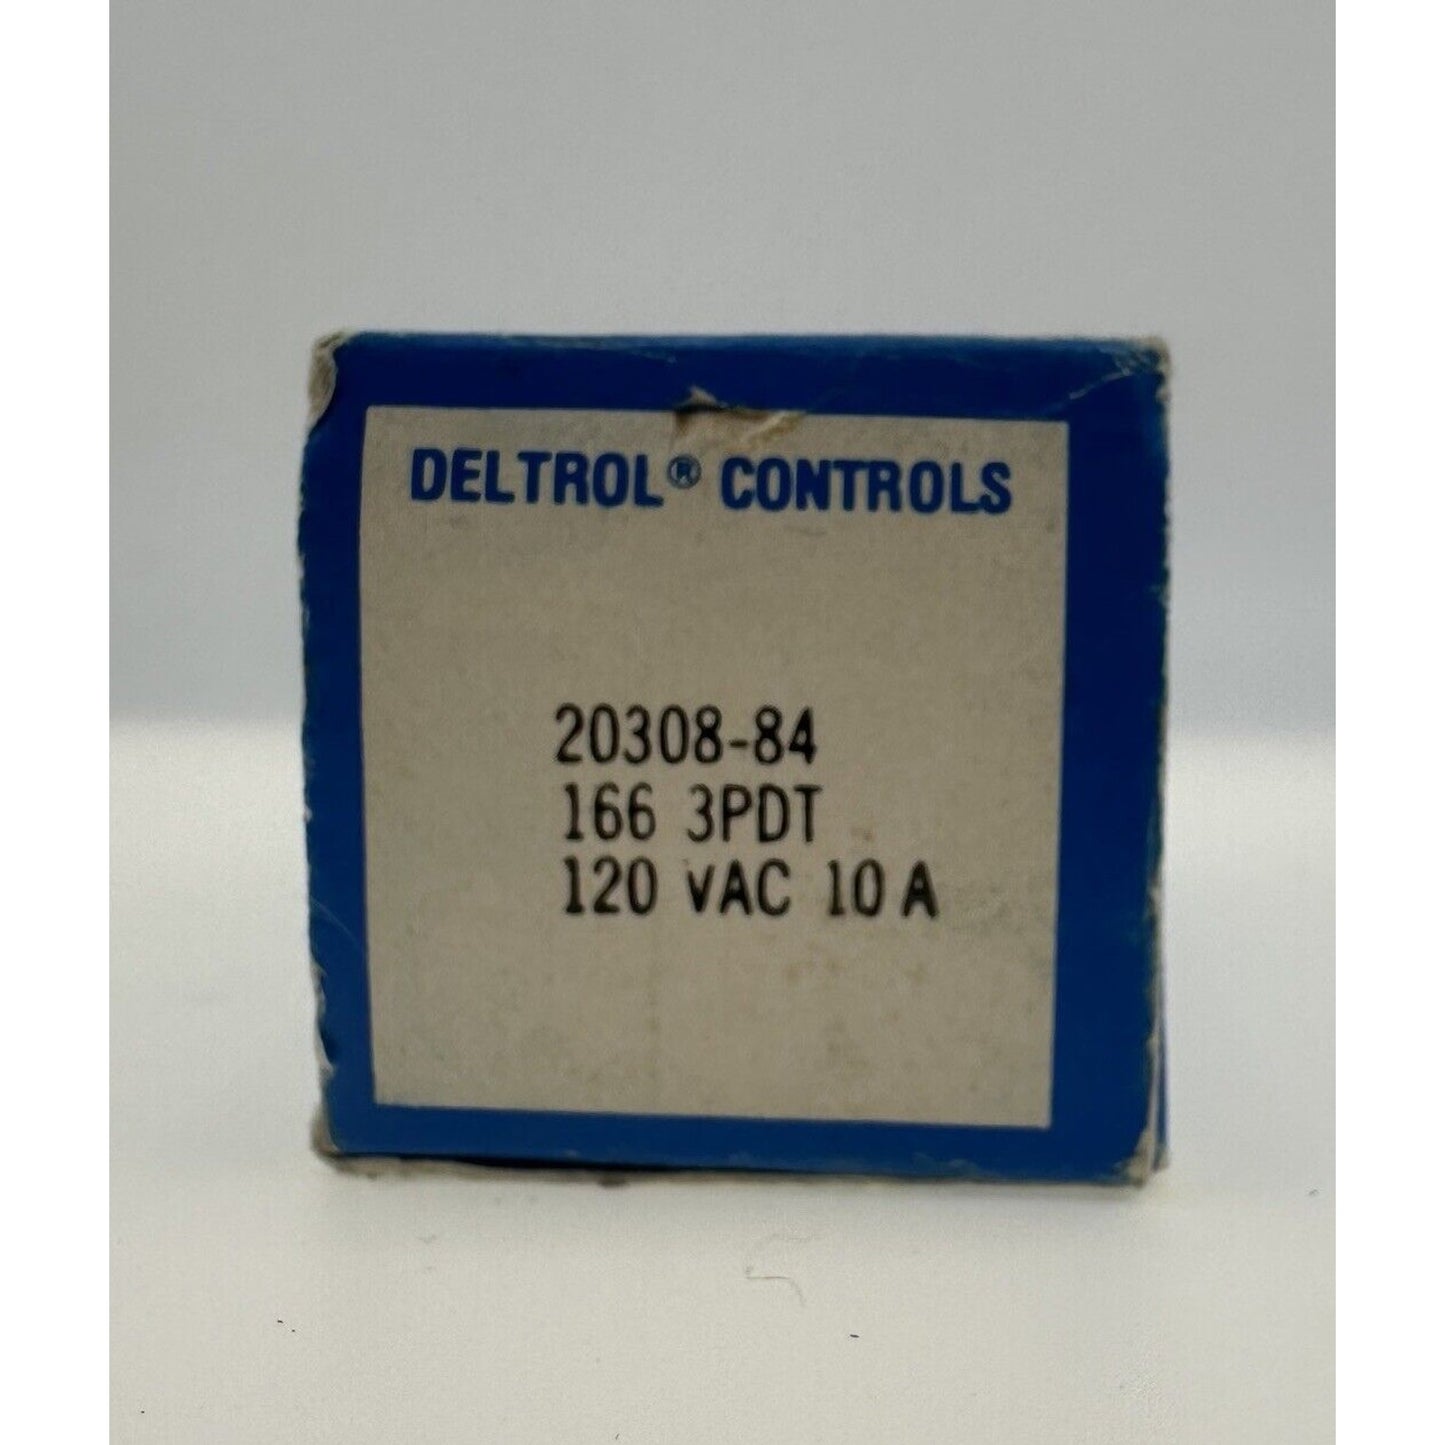 DELTROL® CONTROLS
20308-84
166 3PDT
120 VAC 10 A